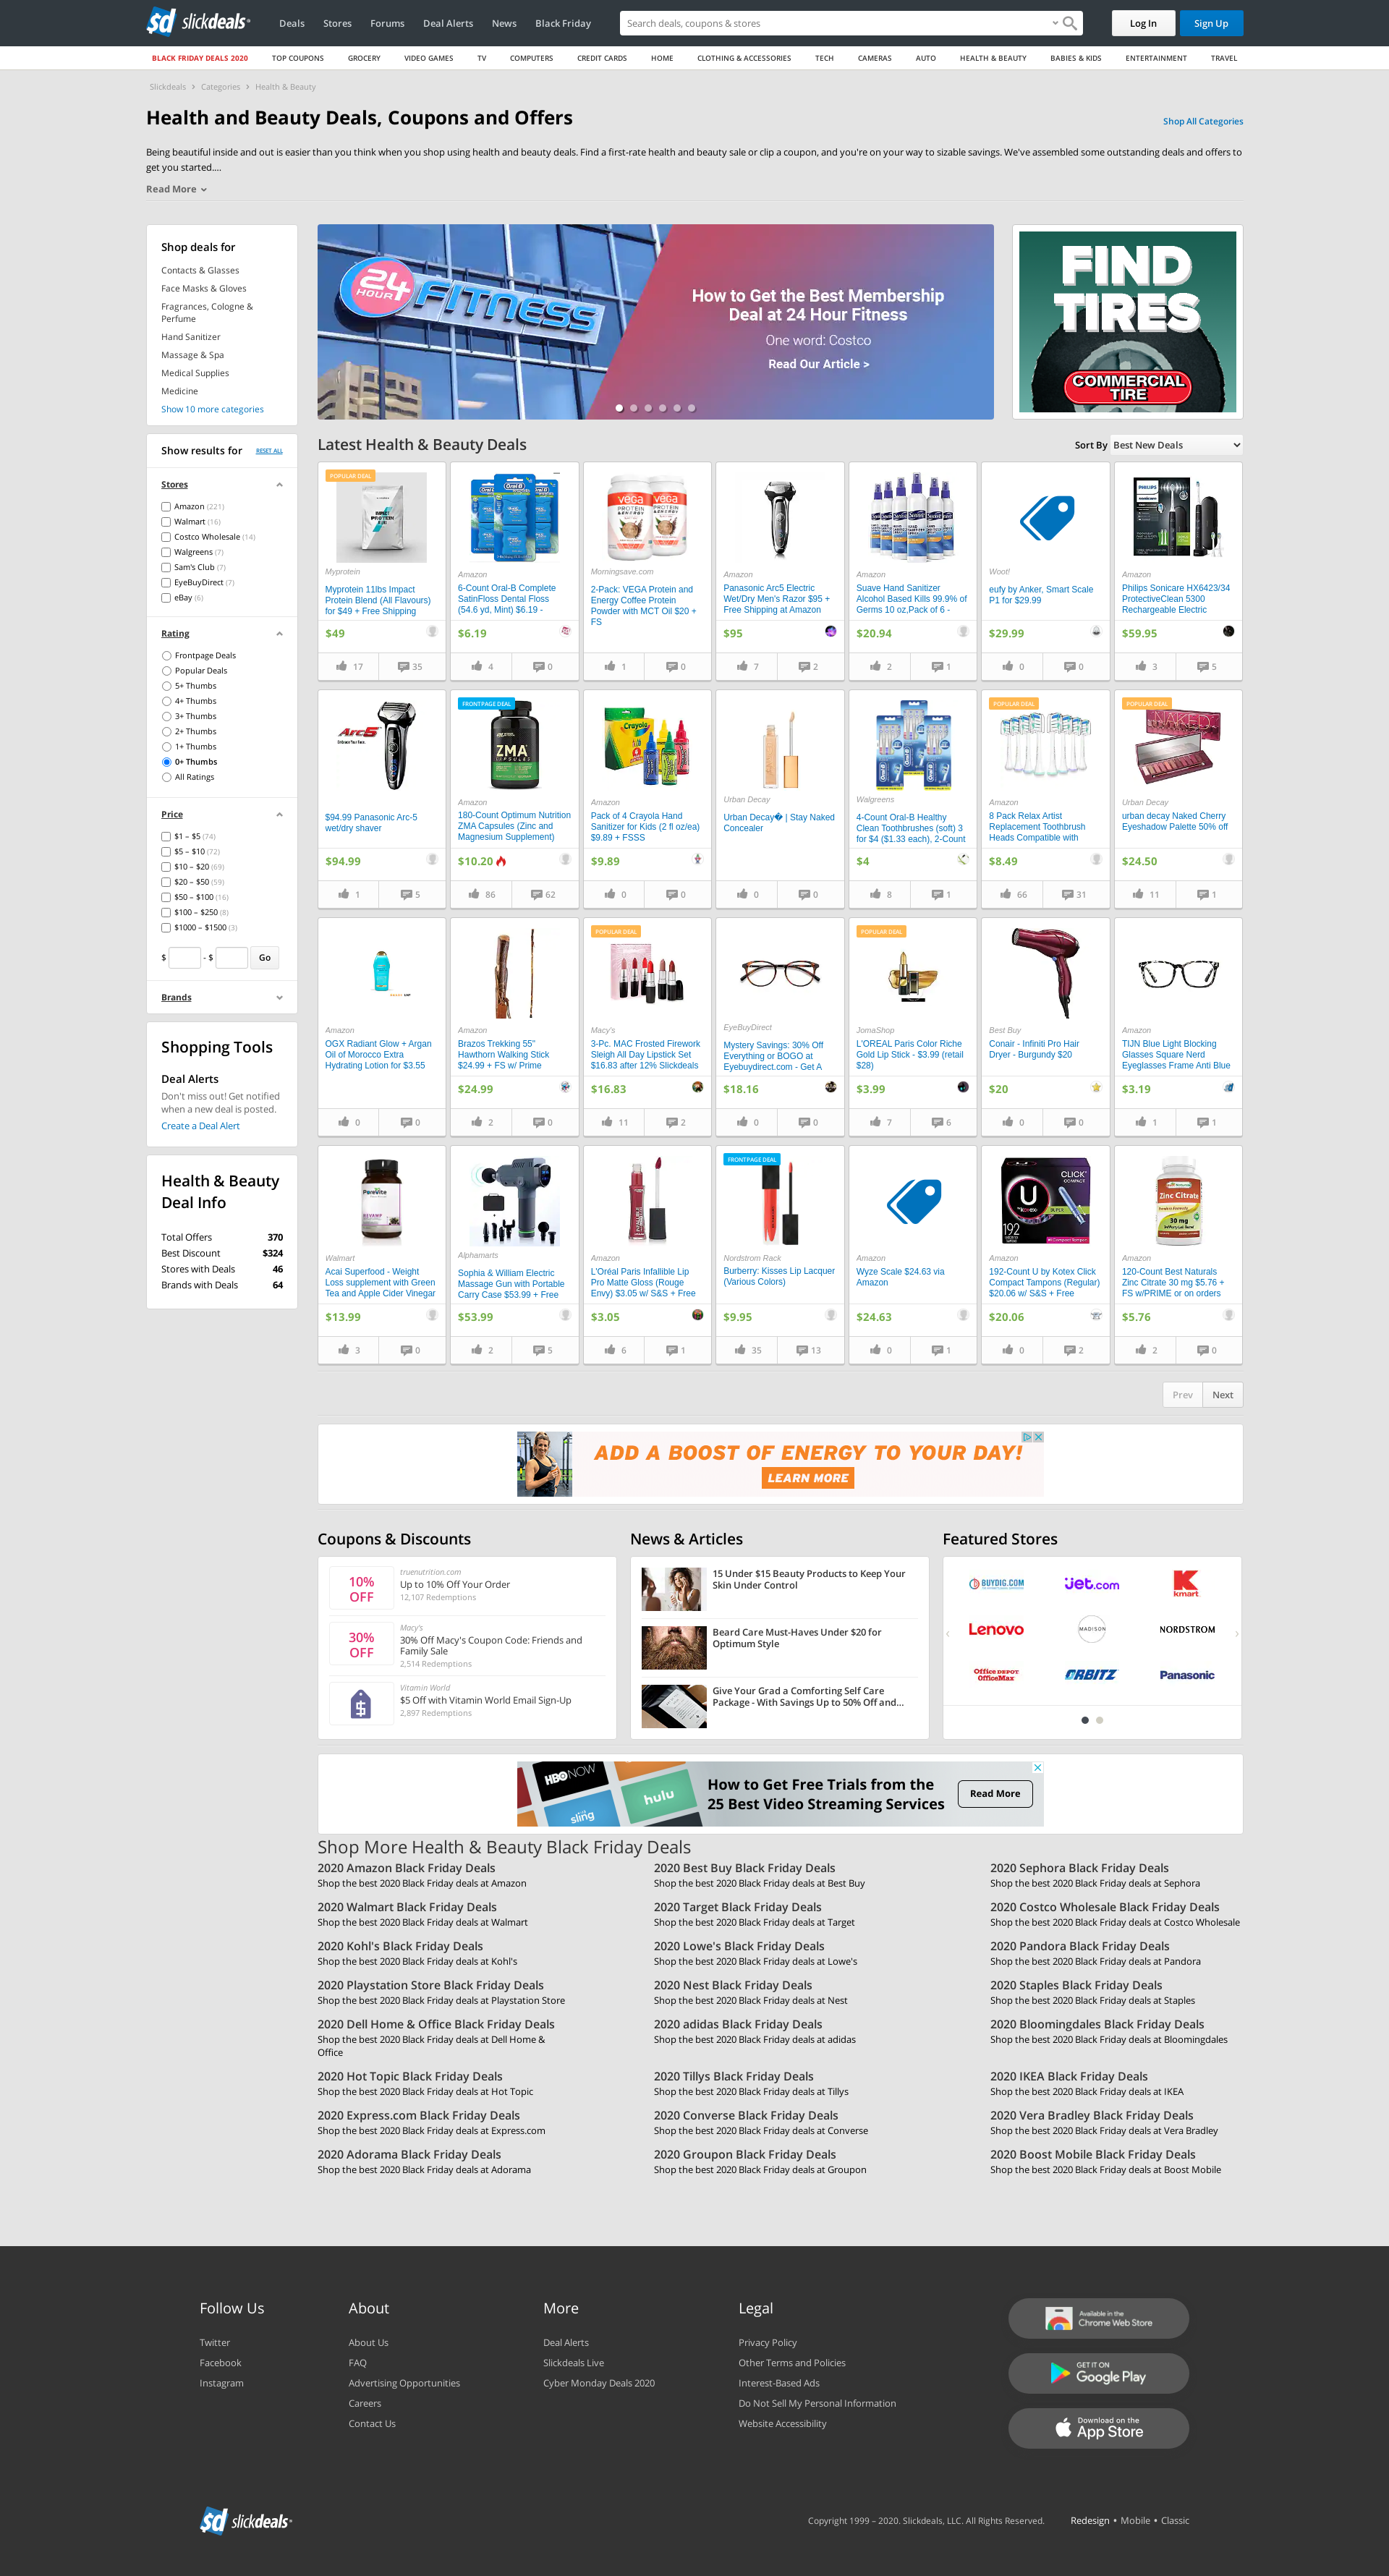 sd slickdeals
Deals
Stores
Forums
Deal Alerts
News
Black Friday
Search deals, coupons & stores
Log In
Sign Up
BLACK FRIDAY DEALS 2020
TOP COUPONS
GROCERY
VIDEO GAMES
TV
COMPUTERS
CREDIT CARDS
HOME
CLOTHING & ACCESSORIES
TECH
CAMERAS
AUTO
HEALTH & BEAUTY
BABIES & KIDS
ENTERTAINMENT
TRAVEL
Slickdeals › Categories › Health & Beauty
Health and Beauty Deals, Coupons and Offers
Shop All Categories
Being beautiful inside and out is easier than you think when you shop using health and beauty deals. Find a first-rate health and beauty sale or clip a coupon, and you're on your way to sizable savings. We've assembled some outstanding deals and offers to
get you started....
Read More
Shop deals for
Contacts & Glasses
Face Masks & Gloves
Fragrances, Cologne &
Perfume
Hand Sanitizer
Massage & Spa
Medical Supplies
Medicine
Show 10 more categories
24 HOUR FITNESS
How to Get the Best Membership
Deal at 24 Hour Fitness
One word: Costco
Read Our Article >
FIND
TIRES
COMMERCIAL
TIRE
Show results for
RESET ALL
Stores
Amazon (221)
Walmart (16)
Costco Wholesale (14)
Walgreens (7)
Sam's Club (7)
EyeBuyDirect (7)
eBay (6)
Rating
Frontpage Deals
Popular Deals
5+ Thumbs
4+ Thumbs
3+ Thumbs
2+ Thumbs
1+ Thumbs
0+ Thumbs
All Ratings
Price
$1 – $5 (74)
$5 – $10 (72)
$10 – $20 (69)
$20 – $50 (59)
$50 – $100 (16)
$100 – $250 (8)
$1000 – $1500 (3)
$ - $ Go
Brands
Shopping Tools
Deal Alerts
Don't miss out! Get notified
when a new deal is posted.
Create a Deal Alert
Health & Beauty
Deal Info
Total Offers 370
Best Discount $324
Stores with Deals 46
Brands with Deals 64
Latest Health & Beauty Deals
Sort By Best New Deals
POPULAR DEAL
Myprotein
Myprotein 11lbs Impact
Protein Blend (All Flavours)
for $49 + Free Shipping
$49
17 35
Amazon
6-Count Oral-B Complete
SatinFloss Dental Floss
(54.6 yd, Mint) $6.19 -
$6.19
4 0
vega
PROTEIN
&ENERGY
Morningsave.com
2-Pack: VEGA Protein and
Energy Coffee Protein
Powder with MCT Oil $20 +
FS
1 0
Amazon
Panasonic Arc5 Electric
Wet/Dry Men's Razor $95 +
Free Shipping at Amazon
$95
7 2
Amazon
Suave Hand Sanitizer
Alcohol Based Kills 99.9% of
Germs 10 oz,Pack of 6 -
$20.94
2 1
Woot!
eufy by Anker, Smart Scale
P1 for $29.99
$29.99
0 0
PHILIPS
Amazon
Philips Sonicare HX6423/34
ProtectiveClean 5300
Rechargeable Electric
$59.95
3 5
Arc5
$94.99 Panasonic Arc-5
wet/dry shaver
$94.99
1 5
FRONTPAGE DEAL
ZMA
Amazon
180-Count Optimum Nutrition
ZMA Capsules (Zinc and
Magnesium Supplement)
$10.20
86 62
Crayola
Amazon
Pack of 4 Crayola Hand
Sanitizer for Kids (2 fl oz/ea)
$9.89 + FSSS
$9.89
0 0
Urban Decay
Urban Decay� | Stay Naked
Concealer
0 0
Walgreens
4-Count Oral-B Healthy
Clean Toothbrushes (soft) 3
for $4 ($1.33 each), 2-Count
$4
8 1
POPULAR DEAL
Amazon
8 Pack Relax Artist
Replacement Toothbrush
Heads Compatible with
$8.49
66 31
POPULAR DEAL
NAKED
Urban Decay
urban decay Naked Cherry
Eyeshadow Palette 50% off
$24.50
11 1
Amazon
OGX Radiant Glow + Argan
Oil of Morocco Extra
Hydrating Lotion for $3.55
0 0
Amazon
Brazos Trekking 55"
Hawthorn Walking Stick
$24.99 + FS w/ Prime
$24.99
2 0
POPULAR DEAL
Macy's
3-Pc. MAC Frosted Firework
Sleigh All Day Lipstick Set
$16.83 after 12% Slickdeals
$16.83
11 2
EyeBuyDirect
Mystery Savings: 30% Off
Everything or BOGO at
Eyebuydirect.com - Get A
$18.16
0 0
POPULAR DEAL
JomaShop
L'OREAL Paris Color Riche
Gold Lip Stick - $3.99 (retail
$28)
$3.99
7 6
Best Buy
Conair - Infiniti Pro Hair
Dryer - Burgundy $20
$20
0 0
Amazon
TIJN Blue Light Blocking
Glasses Square Nerd
Eyeglasses Frame Anti Blue
$3.19
1 1
Walmart
Acai Superfood - Weight
Loss supplement with Green
Tea and Apple Cider Vinegar
$13.99
3 0
Alphamarts
Sophia & William Electric
Massage Gun with Portable
Carry Case $53.99 + Free
$53.99
2 5
Amazon
L'Oréal Paris Infallible Lip
Pro Matte Gloss (Rouge
Envy) $3.05 w/ S&S + Free
$3.05
6 1
FRONTPAGE DEAL
Nordstrom Rack
Burberry: Kisses Lip Lacquer
(Various Colors)
$9.95
35 13
Amazon
Wyze Scale $24.63 via
Amazon
$24.63
0 1
U
CLICK
COMPACT
SUPER
192
Amazon
192-Count U by Kotex Click
Compact Tampons (Regular)
$20.06 w/ S&S + Free
$20.06
0 2
Zinc Citrate
30 mg
Amazon
120-Count Best Naturals
Zinc Citrate 30 mg $5.76 +
FS w/PRIME or on orders
$5.76
2 0
Prev Next
ADD A BOOST OF ENERGY TO YOUR DAY!
LEARN MORE
Coupons & Discounts
10%
OFF
truenutrition.com
Up to 10% Off Your Order
12,107 Redemptions
30%
OFF
Macy's
30% Off Macy's Coupon Code: Friends and
Family Sale
2,514 Redemptions
Vitamin World
$5 Off with Vitamin World Email Sign-Up
2,897 Redemptions
News & Articles
15 Under $15 Beauty Products to Keep Your
Skin Under Control
Beard Care Must-Haves Under $20 for
Optimum Style
Give Your Grad a Comforting Self Care
Package - With Savings Up to 50% Off and...
Featured Stores
BUYDIG.COM
jet.com
kmart
Lenovo
MADISON
NORDSTROM
Office DEPOT
OfficeMax
ORBITZ
Panasonic
HBO NOW
hulu
sling
How to Get Free Trials from the
25 Best Video Streaming Services
Read More
Shop More Health & Beauty Black Friday Deals
2020 Amazon Black Friday Deals
Shop the best 2020 Black Friday deals at Amazon
2020 Best Buy Black Friday Deals
Shop the best 2020 Black Friday deals at Best Buy
2020 Sephora Black Friday Deals
Shop the best 2020 Black Friday deals at Sephora
2020 Walmart Black Friday Deals
Shop the best 2020 Black Friday deals at Walmart
2020 Target Black Friday Deals
Shop the best 2020 Black Friday deals at Target
2020 Costco Wholesale Black Friday Deals
Shop the best 2020 Black Friday deals at Costco Wholesale
2020 Kohl's Black Friday Deals
Shop the best 2020 Black Friday deals at Kohl's
2020 Lowe's Black Friday Deals
Shop the best 2020 Black Friday deals at Lowe's
2020 Pandora Black Friday Deals
Shop the best 2020 Black Friday deals at Pandora
2020 Playstation Store Black Friday Deals
Shop the best 2020 Black Friday deals at Playstation Store
2020 Nest Black Friday Deals
Shop the best 2020 Black Friday deals at Nest
2020 Staples Black Friday Deals
Shop the best 2020 Black Friday deals at Staples
2020 Dell Home & Office Black Friday Deals
Shop the best 2020 Black Friday deals at Dell Home &
Office
2020 adidas Black Friday Deals
Shop the best 2020 Black Friday deals at adidas
2020 Bloomingdales Black Friday Deals
Shop the best 2020 Black Friday deals at Bloomingdales
2020 Hot Topic Black Friday Deals
Shop the best 2020 Black Friday deals at Hot Topic
2020 Tillys Black Friday Deals
Shop the best 2020 Black Friday deals at Tillys
2020 IKEA Black Friday Deals
Shop the best 2020 Black Friday deals at IKEA
2020 Express.com Black Friday Deals
Shop the best 2020 Black Friday deals at Express.com
2020 Converse Black Friday Deals
Shop the best 2020 Black Friday deals at Converse
2020 Vera Bradley Black Friday Deals
Shop the best 2020 Black Friday deals at Vera Bradley
2020 Adorama Black Friday Deals
Shop the best 2020 Black Friday deals at Adorama
2020 Groupon Black Friday Deals
Shop the best 2020 Black Friday deals at Groupon
2020 Boost Mobile Black Friday Deals
Shop the best 2020 Black Friday deals at Boost Mobile
Follow Us
Twitter
Facebook
Instagram
About
About Us
FAQ
Advertising Opportunities
Careers
Contact Us
More
Deal Alerts
Slickdeals Live
Cyber Monday Deals 2020
Legal
Privacy Policy
Other Terms and Policies
Interest-Based Ads
Do Not Sell My Personal Information
Website Accessibility
Available in the
Chrome Web Store
GET IT ON
Google Play
Download on the
App Store
sd slickdeals
Copyright 1999 – 2020. Slickdeals, LLC. All Rights Reserved.
Redesign • Mobile • Classic